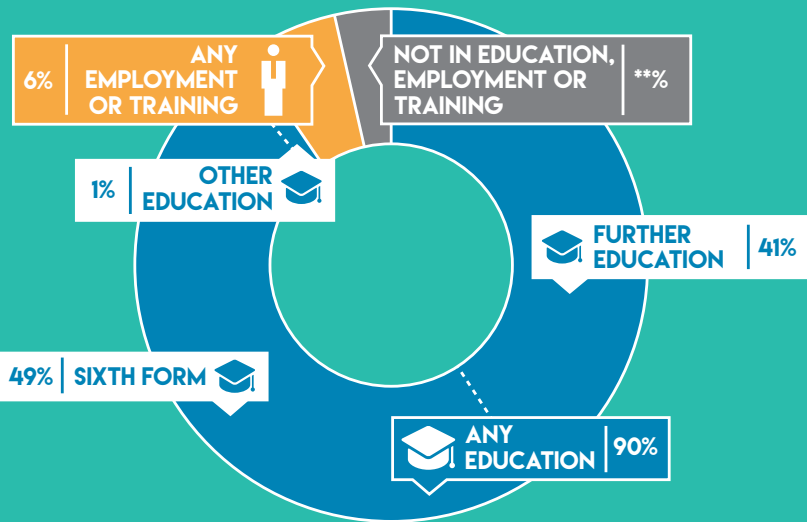 6%
ANY
EMPLOYMENT
OR TRAINING
NOT IN EDUCATION,
EMPLOYMENT OR
TRAINING
**%
1%
OTHER
EDUCATION
FURTHER
EDUCATION
41%
49%
SIXTH FORM
ANY
EDUCATION
90%